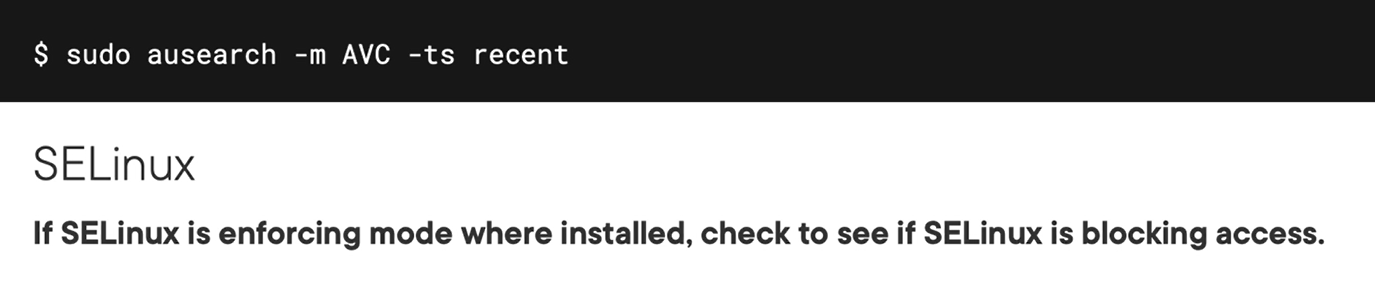 $ sudo ausearch -m AVC -ts recent
SELinux
If SELinux is enforcing mode where installed, check to see if SELinux is blocking access.